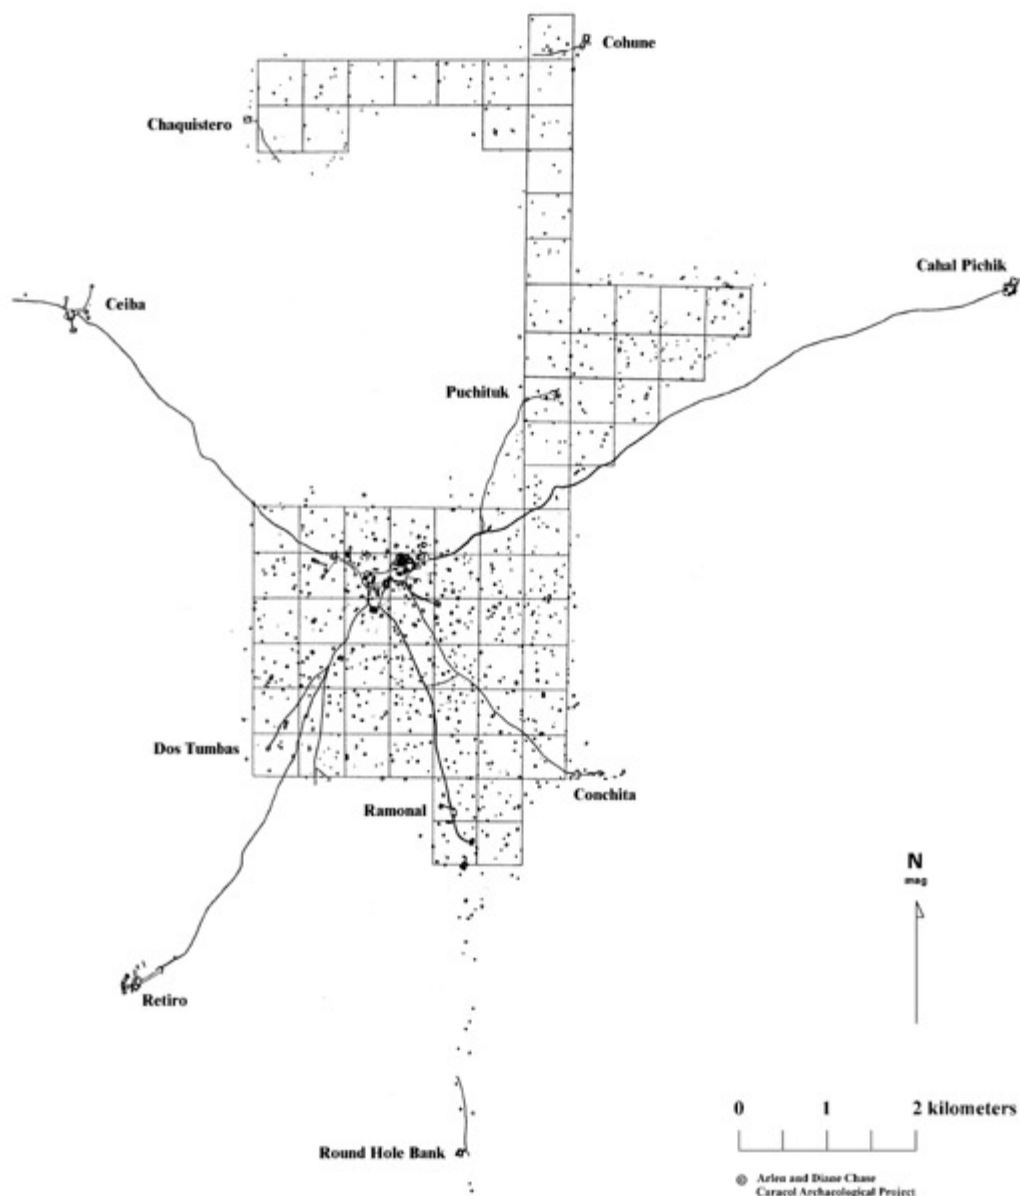 Cohune
Chaquistero
Cahal Pichik
Ceiba
Puchituk
Dos Tumbas
Conchita
Ramonal
N
mag
Retiro
0 1 2 kilometers
Round Hole Bank
© Arlen and Diane Chase
Caracol Archaeological Project